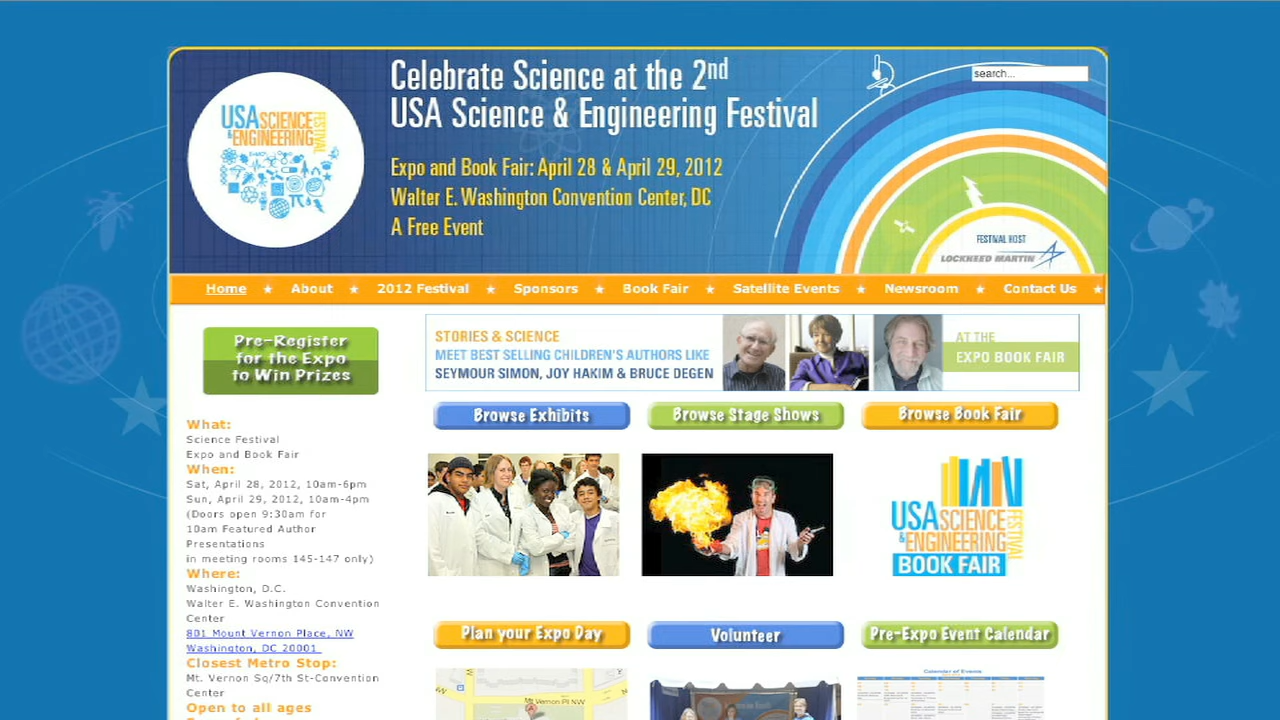 Celebrate Science at the 2nd
USA Science & Engineering Festival
search...
USA SCIENCE
& ENGINEERING
FESTIVAL
Expo and Book Fair: April 28 & April 29, 2012
Walter E. Washington Convention Center, DC
A Free Event
FESTIVAL HOST
LOCKHEED MARTIN
Home ★ About ★ 2012 Festival ★ Sponsors ★ Book Fair ★ Satellite Events ★ Newsroom ★ Contact Us ★
Pre-Register
for the Expo
to Win Prizes
STORIES & SCIENCE
MEET BEST SELLING CHILDREN'S AUTHORS LIKE
SEYMOUR SIMON, JOY HAKIM & BRUCE DEGEN
AT THE
EXPO BOOK FAIR
Browse Exhibits
Browse Stage Shows
Browse Book Fair
What:
Science Festival
Expo and Book Fair
When:
Sat, April 28, 2012, 10am-6pm
Sun, April 29, 2012, 10am-4pm
(Doors open 9:30am for
10am Featured Author
Presentations
in meeting rooms 145-147 only)
Where:
Washington, D.C.
Walter E. Washington Convention
Center
801 Mount Vernon Place, NW
Washington, DC 20001
Closest Metro Stop:
Mt. Vernon Sq/7th St-Convention
Center
Open to all ages
USA SCIENCE
& ENGINEERING
FESTIVAL
BOOK FAIR
Plan your Expo Day
Volunteer
Pre-Expo Event Calendar
Mt Vernon Pl NW
Calendar of Events